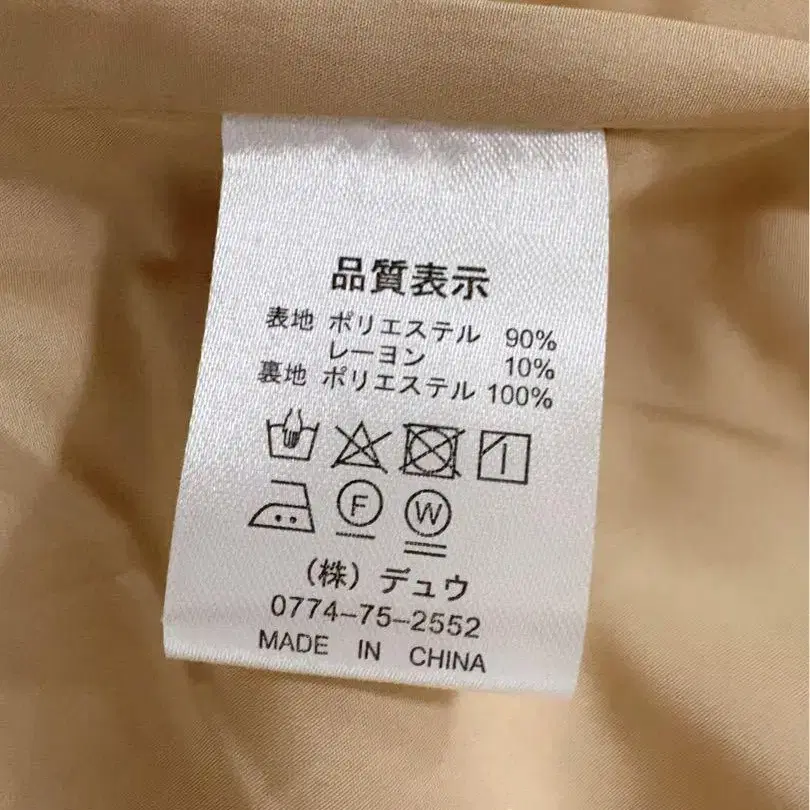 品質表示
表地 ポリエステル 90%
レーヨン 10%
裏地 ポリエステル 100%
F W
（株）デュウ
0774-75-2552
MADE IN CHINA